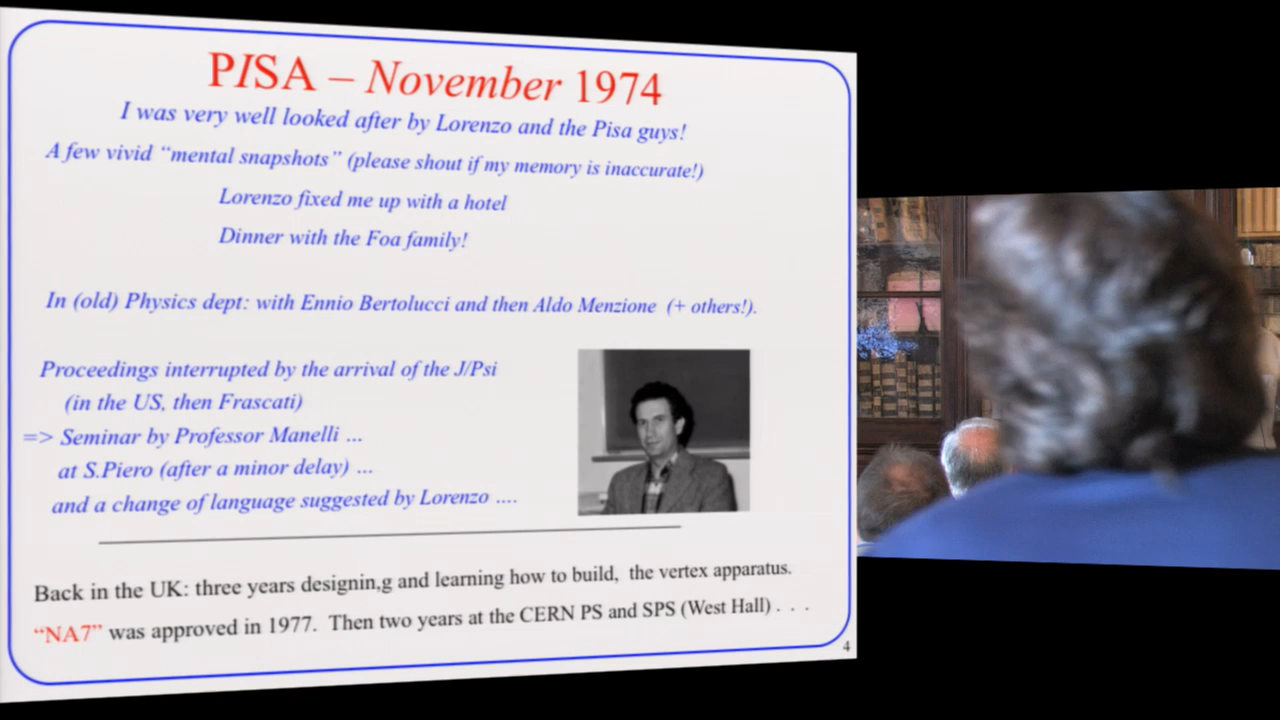 PISA – November 1974
I was very well looked after by Lorenzo and the Pisa guys!
A few vivid “mental snapshots” (please shout if my memory is inaccurate!)
Lorenzo fixed me up with a hotel
Dinner with the Foa family!
In (old) Physics dept: with Ennio Bertolucci and then Aldo Menzione (+ others!).
Proceedings interrupted by the arrival of the J/Psi
(in the US, then Frascati)
=> Seminar by Professor Manelli ...
at S.Piero (after a minor delay) ...
and a change of language suggested by Lorenzo ....
Back in the UK: three years designin,g and learning how to build, the vertex apparatus.
“NA7” was approved in 1977. Then two years at the CERN PS and SPS (West Hall) . . .
4